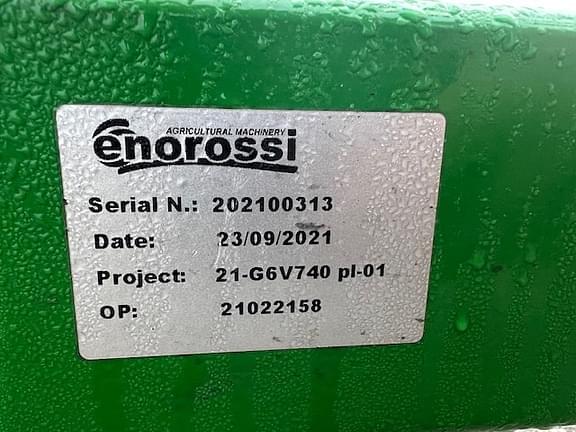 AGRICULTURAL MACHINERY
enorossi
Serial N.: 202100313
Date: 23/09/2021
Project: 21-G6V740 pl-01
OP: 21022158